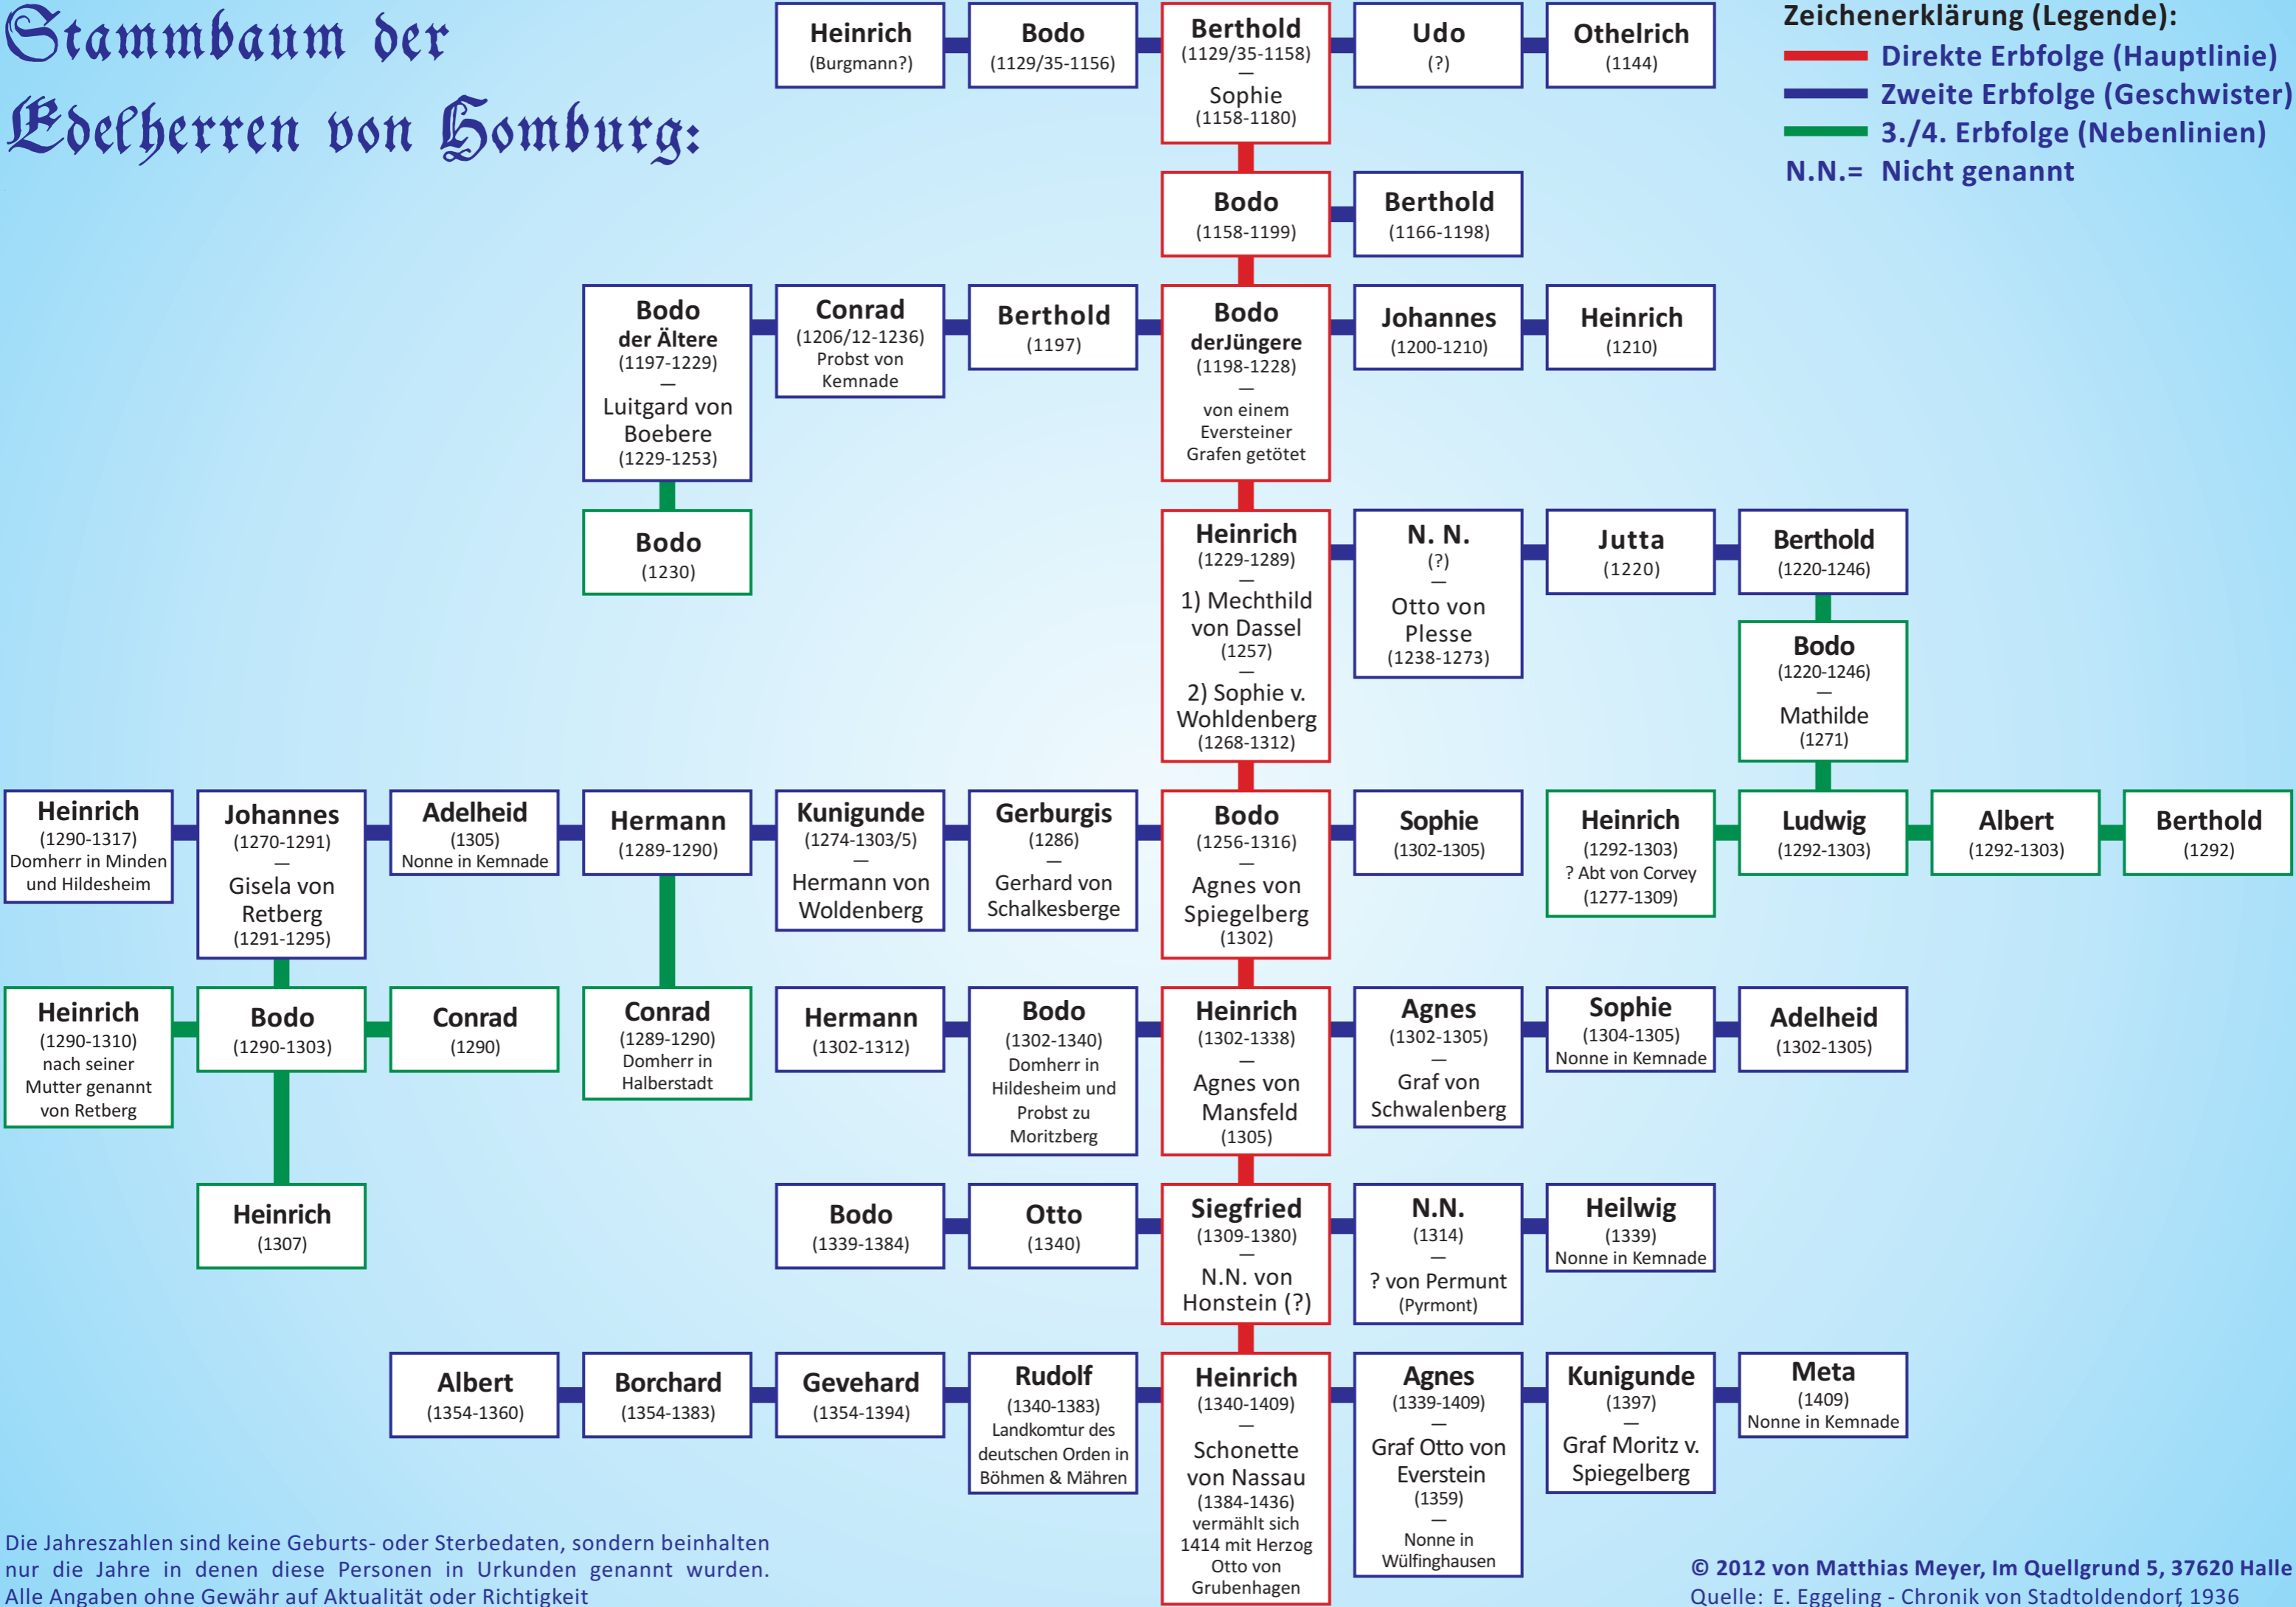 Stammbaum der
Edelherren von Homburg:
Zeichenerklärung (Legende):
Direkte Erbfolge (Hauptlinie)
Zweite Erbfolge (Geschwister)
3./4. Erbfolge (Nebenlinien)
N.N.= Nicht genannt
Heinrich
(Burgmann?)
Bodo
(1129/35-1156)
Berthold
(1129/35-1158)
—
Sophie
(1158-1180)
Udo
(?)
Othelrich
(1144)
Bodo
(1158-1199)
Berthold
(1166-1198)
Bodo
der Ältere
(1197-1229)
—
Luitgard von
Boebere
(1229-1253)
Conrad
(1206/12-1236)
Probst von
Kemnade
Berthold
(1197)
Bodo
derJüngere
(1198-1228)
—
von einem
Eversteiner
Grafen getötet
Johannes
(1200-1210)
Heinrich
(1210)
Bodo
(1230)
Heinrich
(1229-1289)
—
1) Mechthild
von Dassel
(1257)
—
2) Sophie v.
Wohldenberg
(1268-1312)
N. N.
(?)
—
Otto von
Plesse
(1238-1273)
Jutta
(1220)
Berthold
(1220-1246)
Bodo
(1220-1246)
—
Mathilde
(1271)
Heinrich
(1290-1317)
Domherr in Minden
und Hildesheim
Johannes
(1270-1291)
—
Gisela von
Retberg
(1291-1295)
Adelheid
(1305)
Nonne in Kemnade
Hermann
(1289-1290)
Kunigunde
(1274-1303/5)
—
Hermann von
Woldenberg
Gerburgis
(1286)
—
Gerhard von
Schalkesberge
Bodo
(1256-1316)
—
Agnes von
Spiegelberg
(1302)
Sophie
(1302-1305)
Heinrich
(1292-1303)
? Abt von Corvey
(1277-1309)
Ludwig
(1292-1303)
Albert
(1292-1303)
Berthold
(1292)
Heinrich
(1290-1310)
nach seiner
Mutter genannt
von Retberg
Bodo
(1290-1303)
Conrad
(1290)
Conrad
(1289-1290)
Domherr in
Halberstadt
Hermann
(1302-1312)
Bodo
(1302-1340)
Domherr in
Hildesheim und
Probst zu
Moritzberg
Heinrich
(1302-1338)
—
Agnes von
Mansfeld
(1305)
Agnes
(1302-1305)
—
Graf von
Schwalenberg
Sophie
(1304-1305)
Nonne in Kemnade
Adelheid
(1302-1305)
Heinrich
(1307)
Bodo
(1339-1384)
Otto
(1340)
Siegfried
(1309-1380)
—
N.N. von
Honstein (?)
N.N.
(1314)
—
? von Permunt
(Pyrmont)
Heilwig
(1339)
Nonne in Kemnade
Albert
(1354-1360)
Borchard
(1354-1383)
Gevehard
(1354-1394)
Rudolf
(1340-1383)
Landkomtur des
deutschen Orden in
Böhmen & Mähren
Heinrich
(1340-1409)
—
Schonette
von Nassau
(1384-1436)
vermählt sich
1414 mit Herzog
Otto von
Grubenhagen
Agnes
(1339-1409)
—
Graf Otto von
Everstein
(1359)
—
Nonne in
Wülfinghausen
Kunigunde
(1397)
—
Graf Moritz v.
Spiegelberg
Meta
(1409)
Nonne in Kemnade
Die Jahreszahlen sind keine Geburts- oder Sterbedaten, sondern beinhalten
nur die Jahre in denen diese Personen in Urkunden genannt wurden.
Alle Angaben ohne Gewähr auf Aktualität oder Richtigkeit
© 2012 von Matthias Meyer, Im Quellgrund 5, 37620 Halle
Quelle: E. Eggeling - Chronik von Stadtoldendorf, 1936